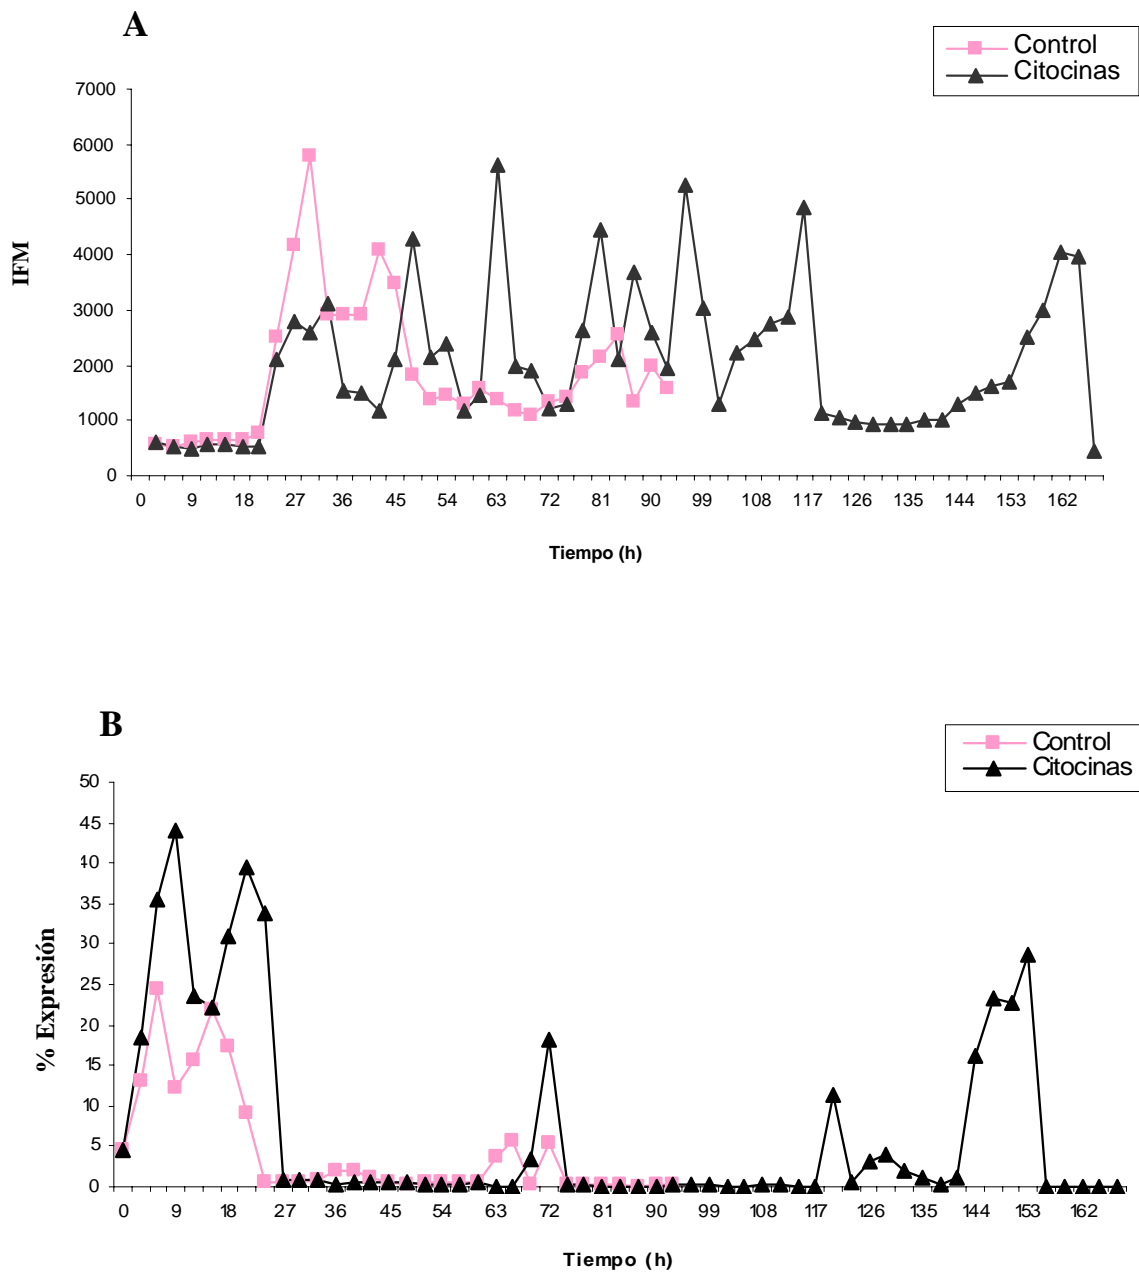 A
Control
Citocinas
7000
6000
5000
4000
3000
2000
1000
0
IFM
0 9 18 27 36 45 54 63 72 81 90 99 108 117 126 135 144 153 162
Tiempo (h)
B
Control
Citocinas
50
45
40
35
30
25
20
15
10
5
0
% Expresión
0 9 18 27 36 45 54 63 72 81 90 99 108 117 126 135 144 153 162
Tiempo (h)